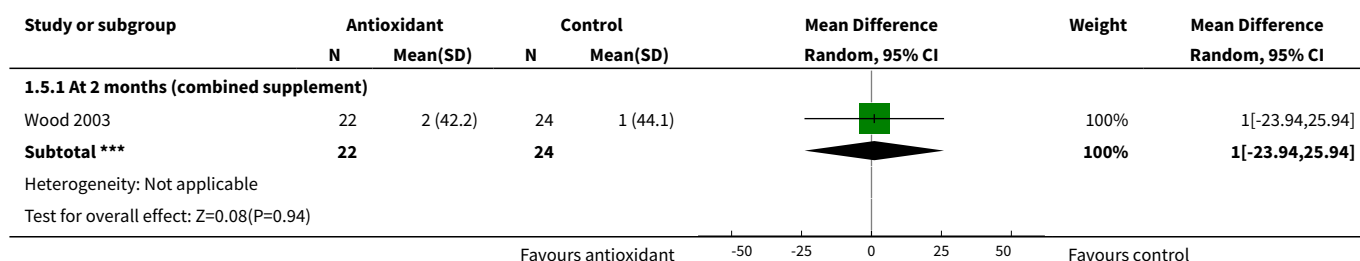 Study or subgroup Antioxidant Control Mean Difference Weight Mean Difference
N Mean(SD) N Mean(SD) Random, 95% CI Random, 95% CI
1.5.1 At 2 months (combined supplement)
Wood 2003 22 2 (42.2) 24 1 (44.1) 100% 1[-23.94,25.94]
Subtotal *** 22 24 100% 1[-23.94,25.94]
Heterogeneity: Not applicable
Test for overall effect: Z=0.08(P=0.94)
Favours antioxidant -50 -25 0 25 50 Favours control